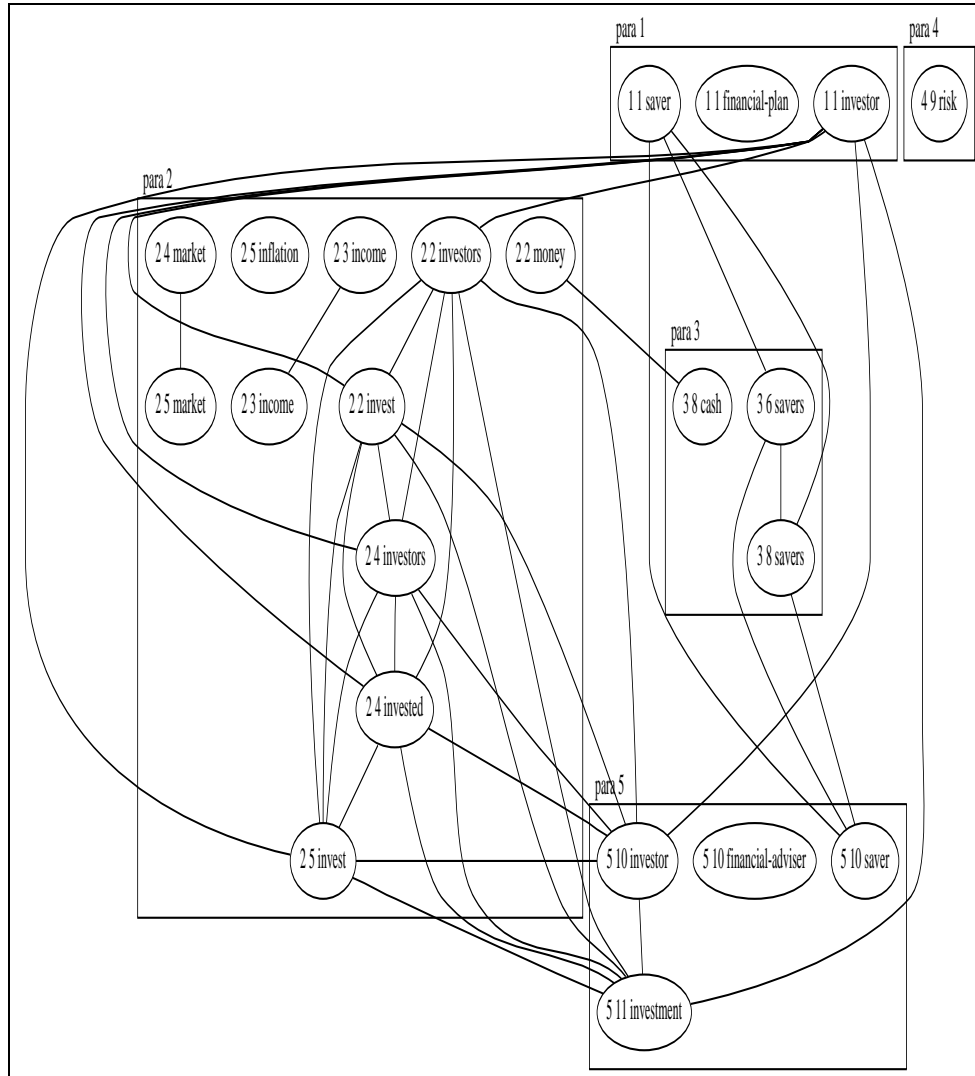 para 1
para 4
1 1 saver
1 1 financial-plan
1 1 investor
4 9 risk
para 2
2 4 market
2 5 inflation
2 3 income
2 2 investors
2 2 money
para 3
2 5 market
2 3 income
2 2 invest
3 8 cash
3 6 savers
2 4 investors
3 8 savers
2 4 invested
para 5
2 5 invest
5 10 investor
5 10 financial-adviser
5 10 saver
5 11 investment